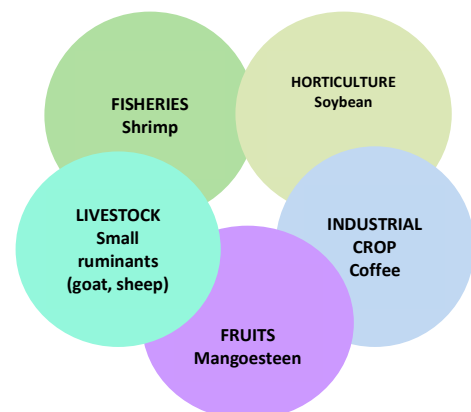 FISHERIES
Shrimp
HORTICULTURE
Soybean
LIVESTOCK
Small
ruminants
(goat, sheep)
INDUSTRIAL
CROP
Coffee
FRUITS
Mangoesteen